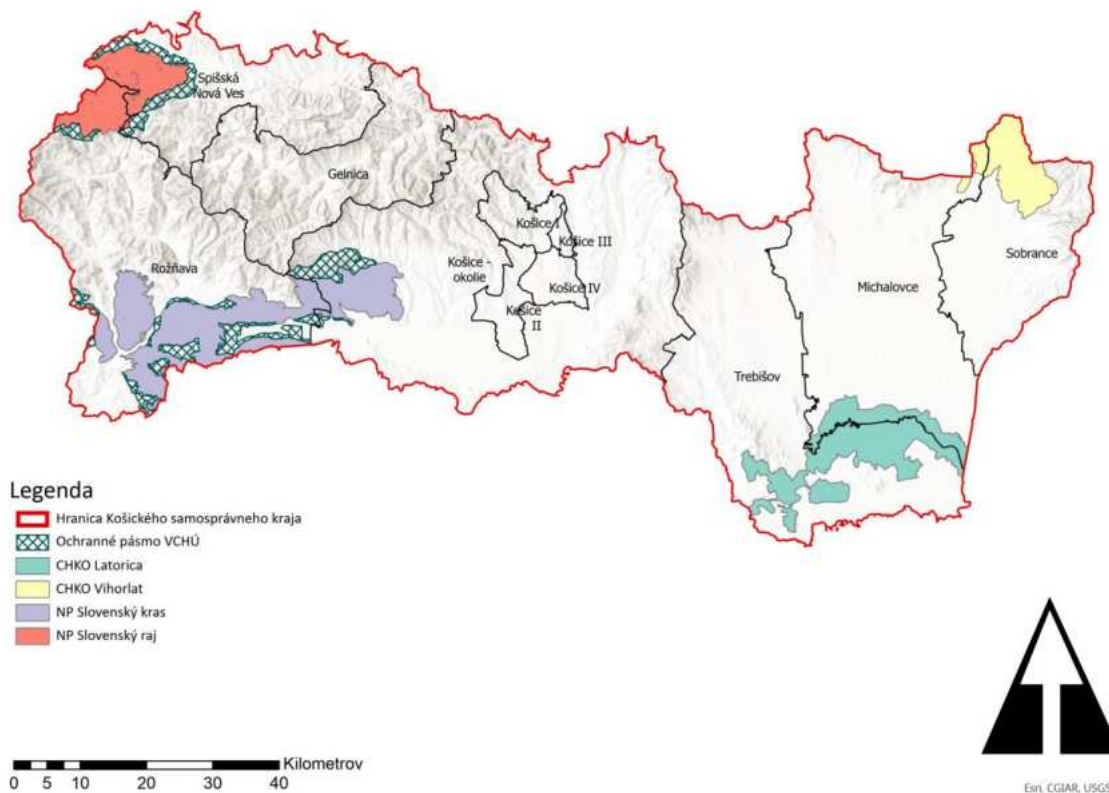 Spišská
Nová Ves
Gelnica
Rožňava
Košice -
okolie
Košice I
Košice III
Košice IV
Košice
II
Trebišov
Michalovce
Sobrance
Legenda
Hranica Košického samosprávneho kraja
Ochranné pásmo VCHÚ
CHKO Latorica
CHKO Vihorlat
NP Slovenský kras
NP Slovenský raj
Kilometrov
0 5 10 20 30 40
Esri, CGIAR, USGS